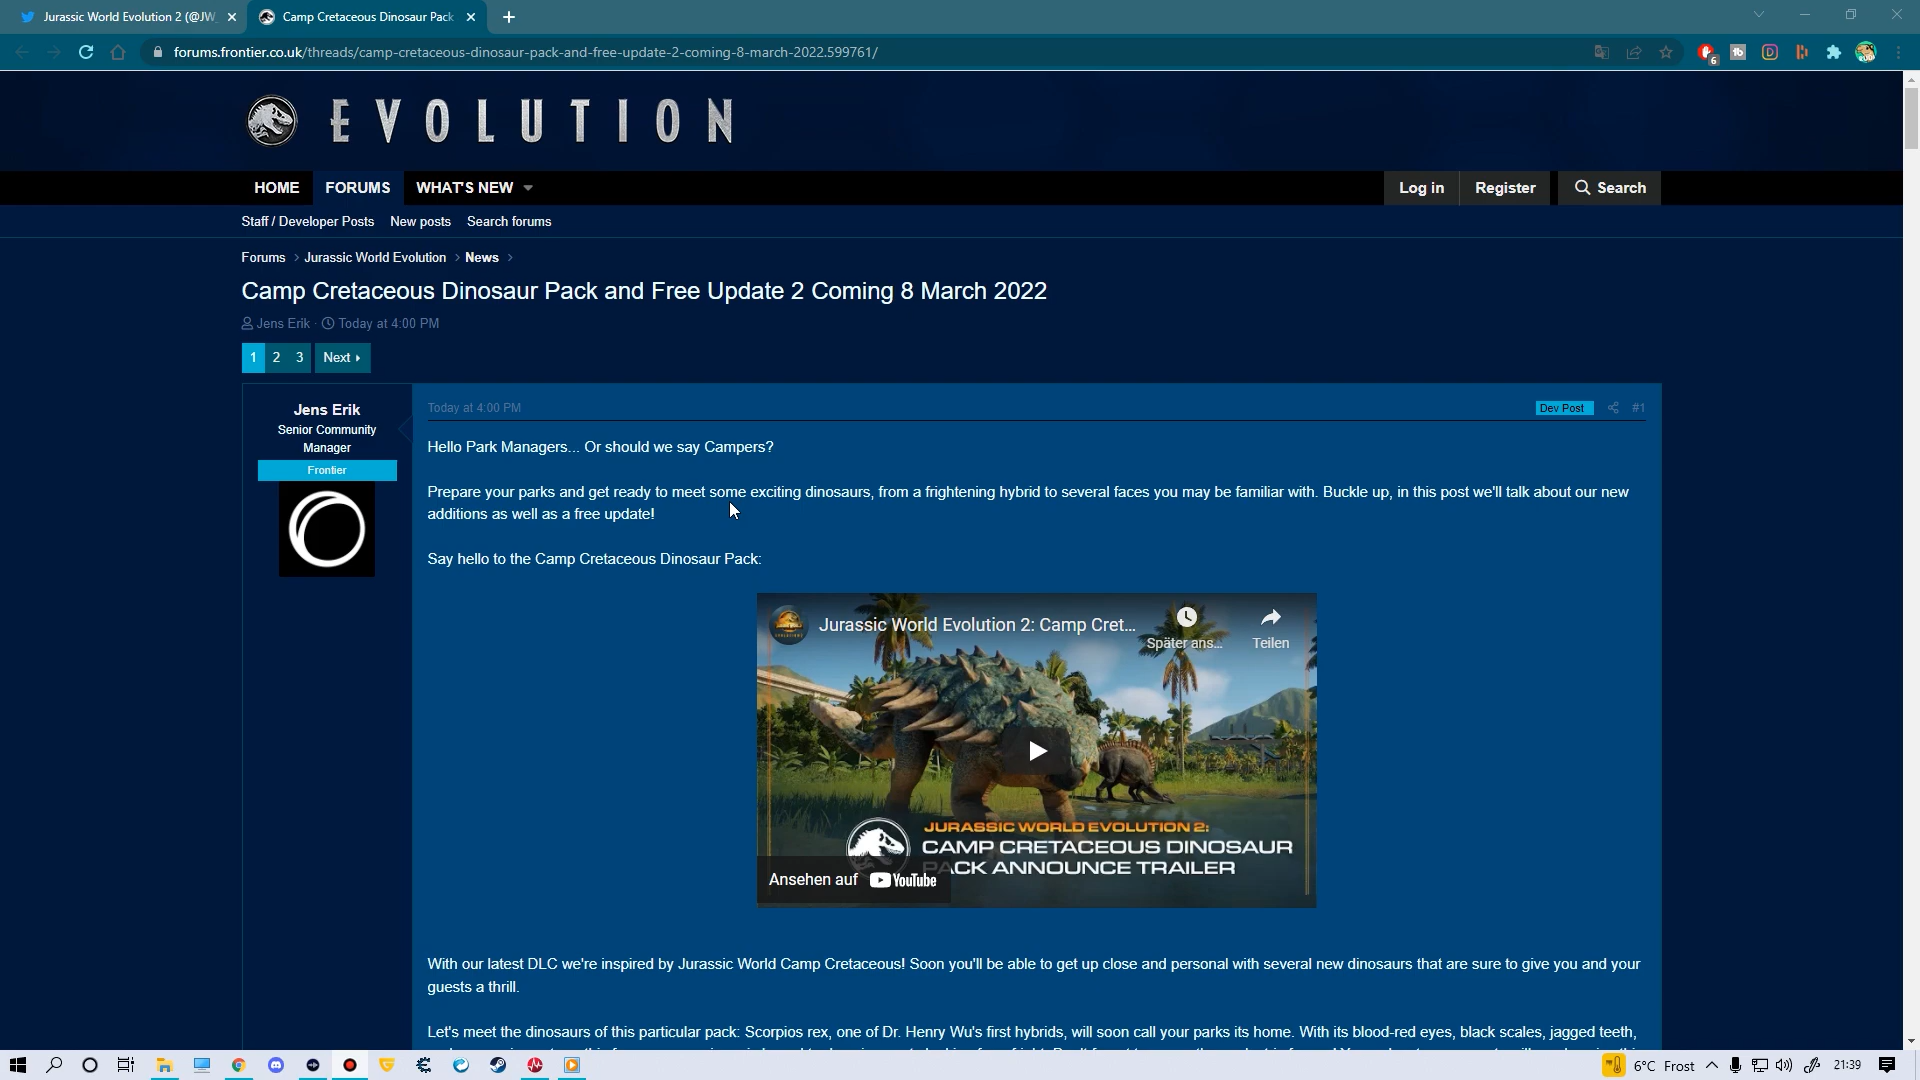 Jurassic World Evolution 2 (@JW_
Camp Cretaceous Dinosaur Pack
forums.frontier.co.uk/threads/camp-cretaceous-dinosaur-pack-and-free-update-2-coming-8-march-2022.599761/
6
EVOLUTION
HOME FORUMS WHAT'S NEW Log in Register Search
Staff / Developer Posts New posts Search forums
Forums > Jurassic World Evolution > News >
Camp Cretaceous Dinosaur Pack and Free Update 2 Coming 8 March 2022
Jens Erik · Today at 4:00 PM
1 2 3 Next
Jens Erik
Senior Community
Manager
Frontier
Today at 4:00 PM Dev Post #1
Hello Park Managers... Or should we say Campers?
Prepare your parks and get ready to meet some exciting dinosaurs, from a frightening hybrid to several faces you may be familiar with. Buckle up, in this post we'll talk about our new
additions as well as a free update!
Say hello to the Camp Cretaceous Dinosaur Pack:
Jurassic World Evolution 2: Camp Cret...
Später ans...
Teilen
JURASSIC WORLD EVOLUTION 2:
CAMP CRETACEOUS DINOSAUR
PACK ANNOUNCE TRAILER
Ansehen auf YouTube
With our latest DLC we're inspired by Jurassic World Camp Cretaceous! Soon you'll be able to get up close and personal with several new dinosaurs that are sure to give you and your
guests a thrill.
Let's meet the dinosaurs of this particular pack: Scorpios rex, one of Dr. Henry Wu's first hybrids, will soon call your parks its home. With its blood-red eyes, black scales, jagged teeth,
6°C Frost 21:39